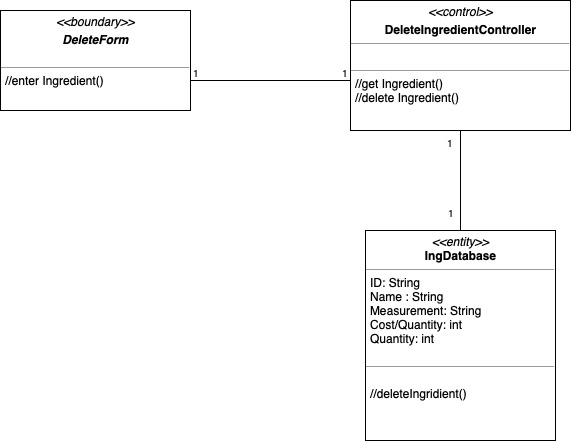 <<boundary>>
DeleteForm
//enter Ingredient()
1
1
<<control>>
DeleteIngredientController
//get Ingredient()
//delete Ingredient()
1
1
<<entity>>
IngDatabase
ID: String
Name : String
Measurement: String
Cost/Quantity: int
Quantity: int
//deleteIngridient()